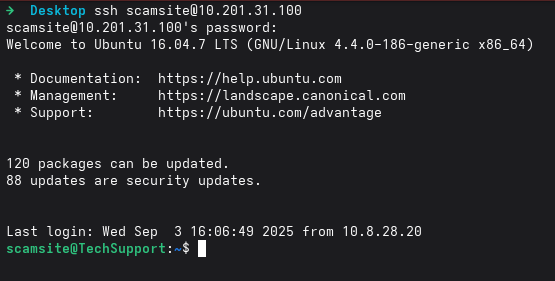 → Desktop ssh scamsite@10.201.31.100
scamsite@10.201.31.100's password:
Welcome to Ubuntu 16.04.7 LTS (GNU/Linux 4.4.0-186-generic x86_64)
* Documentation: https://help.ubuntu.com
* Management: https://landscape.canonical.com
* Support: https://ubuntu.com/advantage
120 packages can be updated.
88 updates are security updates.
Last login: Wed Sep 3 16:06:49 2025 from 10.8.28.20
scamsite@TechSupport:~$